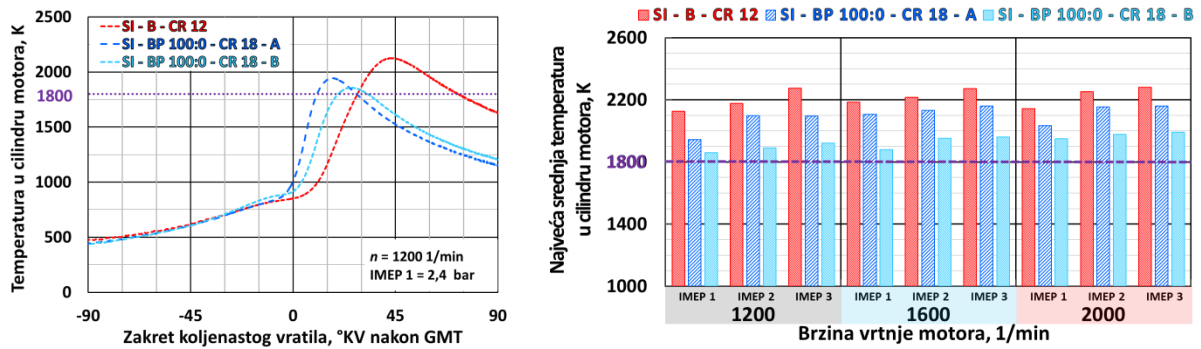 Temperatura u cilindru motora, K
2500
2000
1800
1500
1000
500
0
SI - B - CR 12
SI - BP 100:0 - CR 18 - A
SI - BP 100:0 - CR 18 - B
n = 1200 1/min
IMEP 1 = 2,4 bar
-90 -45 0 45 90
Zakret koljenastog vratila, °KV nakon GMT
SI - B - CR 12 SI - BP 100:0 - CR 18 - A SI - BP 100:0 - CR 18 - B
Najveća srednja temperatura
u cilindru motora, K
2600
2200
1800
1400
1000
IMEP 1 IMEP 2 IMEP 3 IMEP 1 IMEP 2 IMEP 3 IMEP 1 IMEP 2 IMEP 3
1200 1600 2000
Brzina vrtnje motora, 1/min